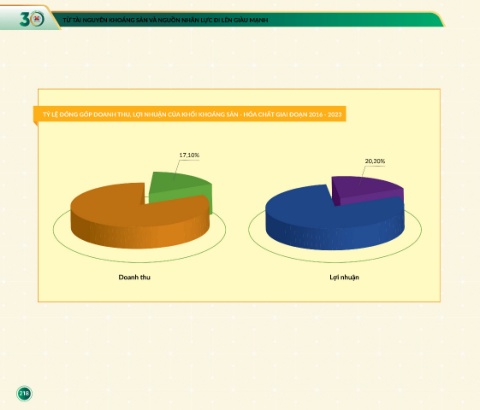 30
TỪ TÀI NGUYÊN KHOÁNG SẢN VÀ NGUỒN NHÂN LỰC ĐI LÊN GIÀU MẠNH
TỶ LỆ ĐÓNG GÓP DOANH THU, LỢI NHUẬN CỦA KHỐI KHOÁNG SẢN - HÓA CHẤT GIAI ĐOẠN 2016 - 2023
17,10%
20,20%
Doanh thu
Lợi nhuận
218